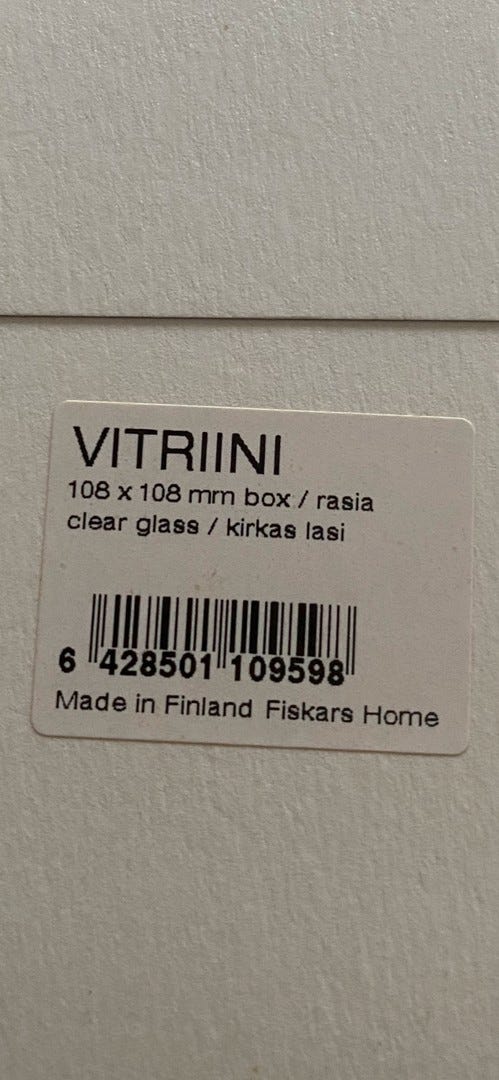 VITRIINI
108 x 108 mm box / rasia
clear glass / kirkas lasi
6 428501 109598
Made in Finland Fiskars Home